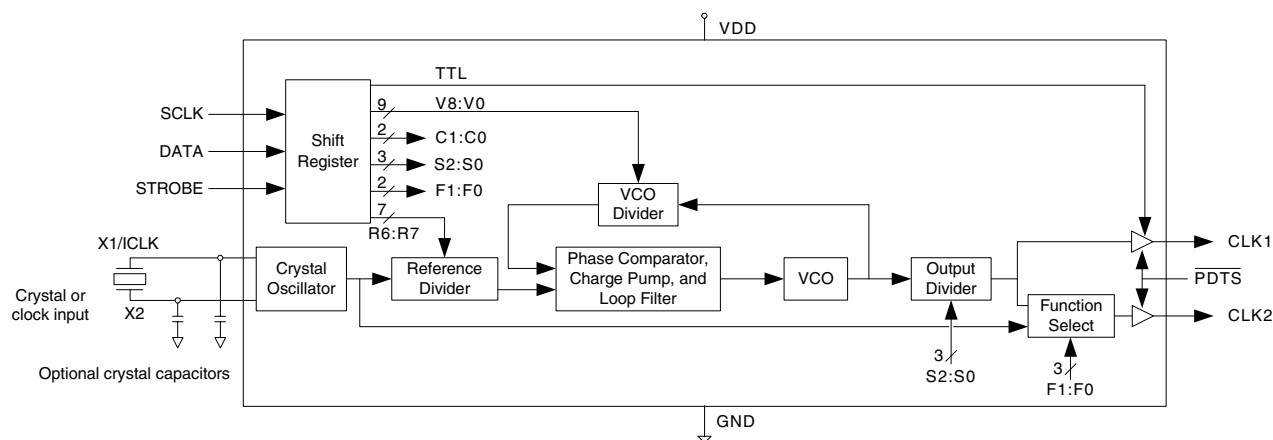 VDD
TTL
9
V8:V0
SCLK
2
C1:C0
Shift
Register
DATA
3
S2:S0
STROBE
2
F1:F0
7
R6:R7
VCO
Divider
X1/ICLK
Crystal
Oscillator
Reference
Divider
Phase Comparator,
Charge Pump, and
Loop Filter
VCO
Output
Divider
CLK1
PDTS
Crystal or
clock input
X2
Function
Select
CLK2
Optional crystal capacitors
3
S2:S0
3
F1:F0
GND